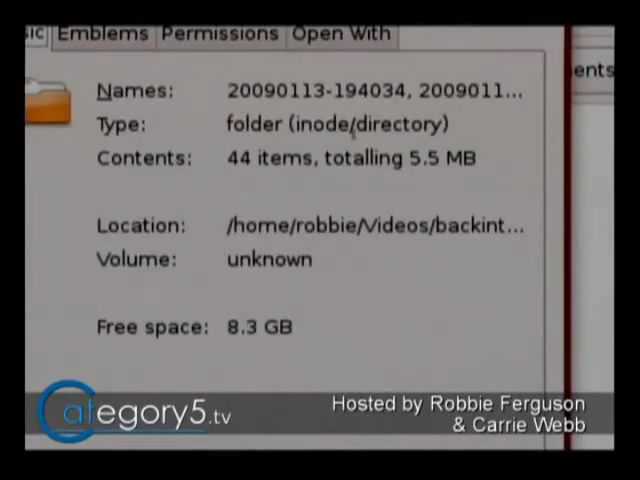 Emblems Permissions Open With
ents
Names: 20090113-194034, 2009011...
Type: folder (inode/directory)
Contents: 44 items, totalling 5.5 MB
Location: /home/robbie/Videos/backint...
Volume: unknown
Free space: 8.3 GB
Category5.tv
Hosted by Robbie Ferguson
& Carrie Webb